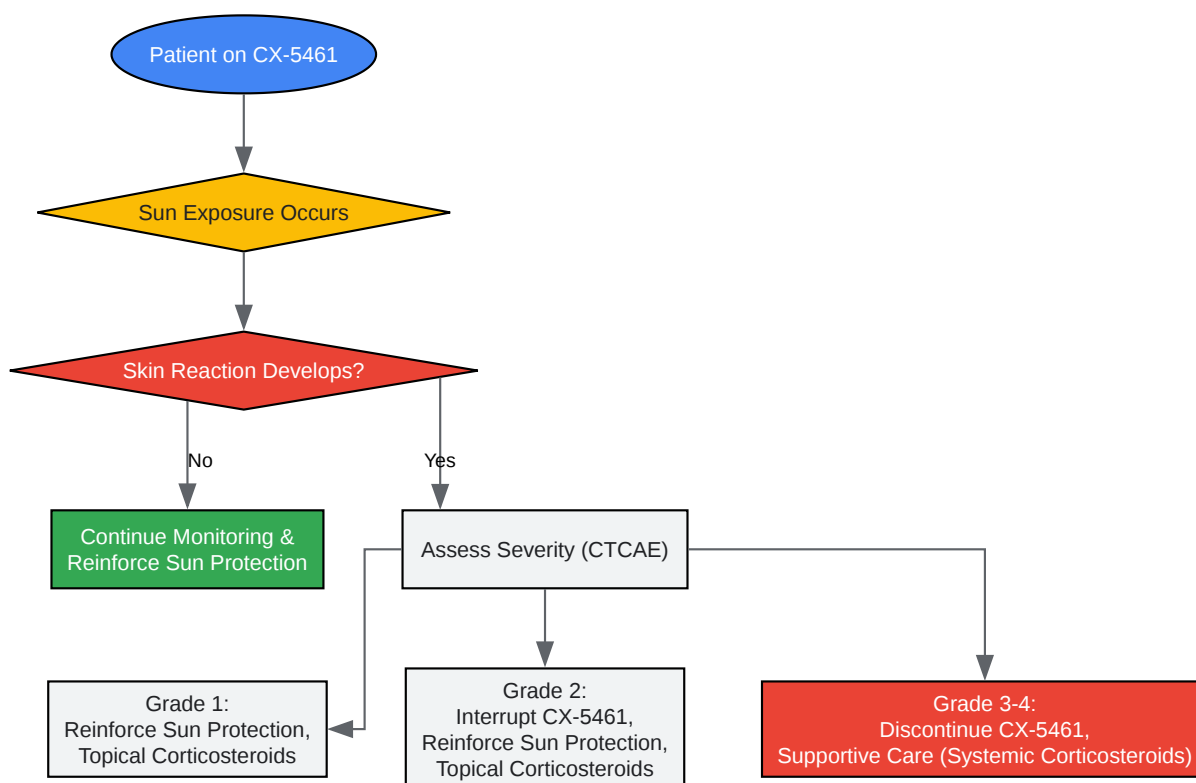 Patient on CX-5461
Sun Exposure Occurs
Skin Reaction Develops?
No
Yes
Continue Monitoring &
Reinforce Sun Protection
Assess Severity (CTCAE)
Grade 1:
Reinforce Sun Protection,
Topical Corticosteroids
Grade 2:
Interrupt CX-5461,
Reinforce Sun Protection,
Topical Corticosteroids
Grade 3-4:
Discontinue CX-5461,
Supportive Care (Systemic Corticosteroids)